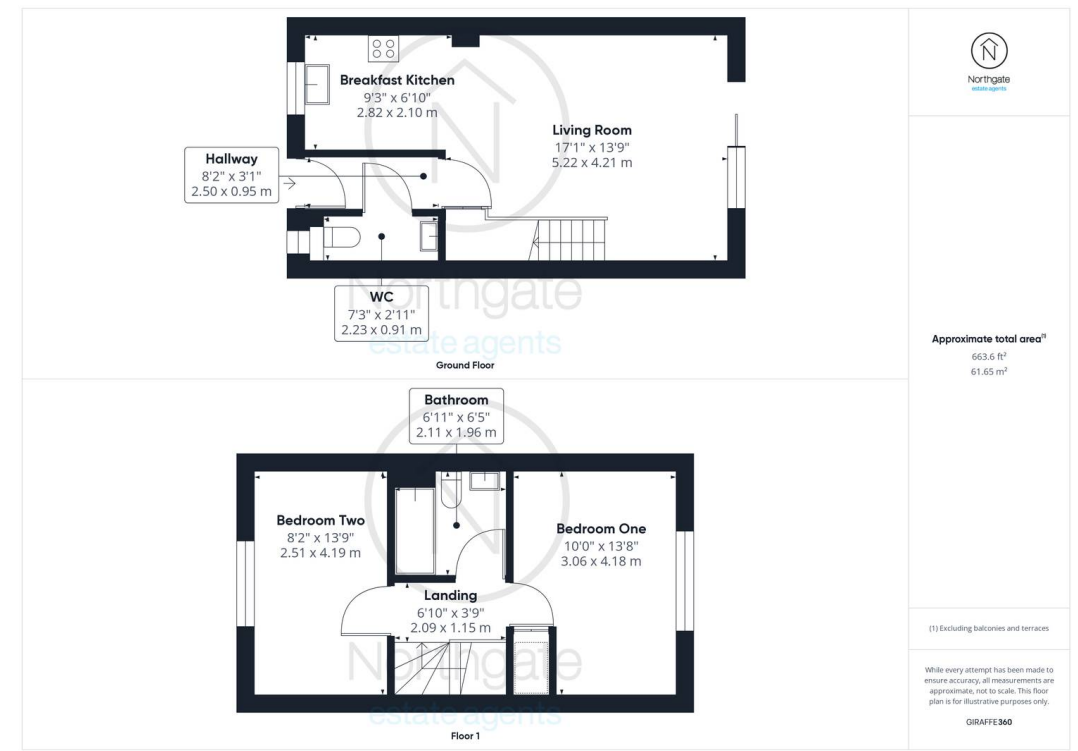 Breakfast Kitchen
9'3" x 6'10"
2.82 x 2.10 m
Living Room
17'1" x 13'9"
5.22 x 4.21 m
Hallway
8'2" x 3'1"
2.50 x 0.95 m
WC
7'3" x 2'11"
2.23 x 0.91 m
Northgate
estate agents
Ground Floor
Bathroom
6'11" x 6'5"
2.11 x 1.96 m
Bedroom Two
8'2" x 13'9"
2.51 x 4.19 m
Bedroom One
10'0" x 13'8"
3.06 x 4.18 m
Landing
6'10" x 3'9"
2.09 x 1.15 m
Northgate
estate agents
Floor 1
N
Northgate
estate agents
Approximate total area(1)
663.6 ft²
61.65 m²
(1) Excluding balconies and terraces
While every attempt has been made to
ensure accuracy, all measurements are
approximate, not to scale. This floor
plan is for illustrative purposes only.
GIRAFFE360